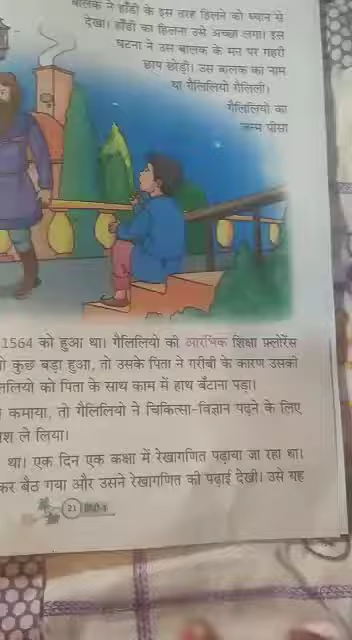 बालक ने हाँडी के इस तरह हिलने को ध्यान से
देखा। हाँडी का हिलना उसे अच्छा लगा। इस
घटना ने उस बालक के मन पर गहरी
छाप छोड़ी। उस बालक का नाम
था गैलिलियो गैलिली।
गैलिलियो का
जन्म पीसा
1564 को हुआ था। गैलिलियो की आरंभिक शिक्षा फ़्लोरेंस
कुछ बड़ा हुआ, तो उसके पिता ने गरीबी के कारण उसको
को पिता के साथ काम में हाथ बँटाना पड़ा।
कमाया, तो गैलिलियो ने चिकित्सा-विज्ञान पढ़ने के लिए
ले लिया।
था। एक दिन एक कक्षा में रेखागणित पढ़ाया जा रहा था।
कर बैठ गया और उसने रेखागणित की पढ़ाई देखी। उसे यह
21